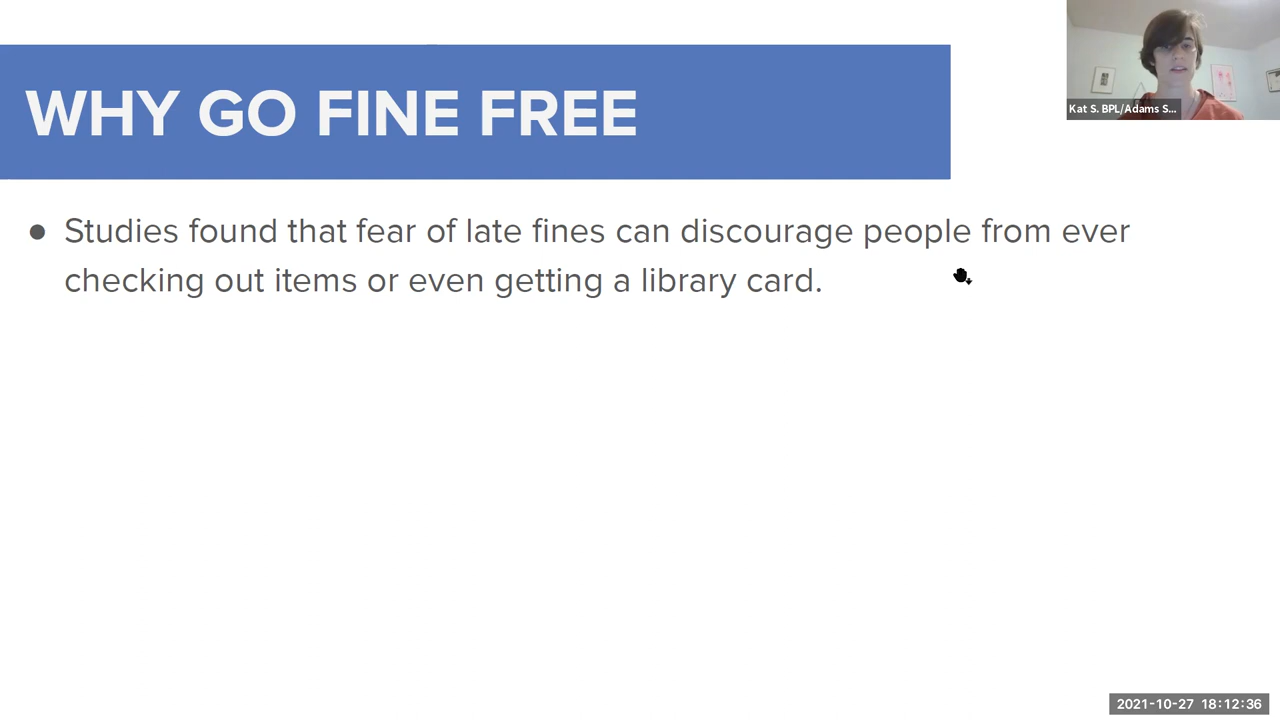 WHY GO FINE FREE
Kat S. BPL/Adams S...
● Studies found that fear of late fines can discourage people from ever
checking out items or even getting a library card.
2021-10-27 18:12:36